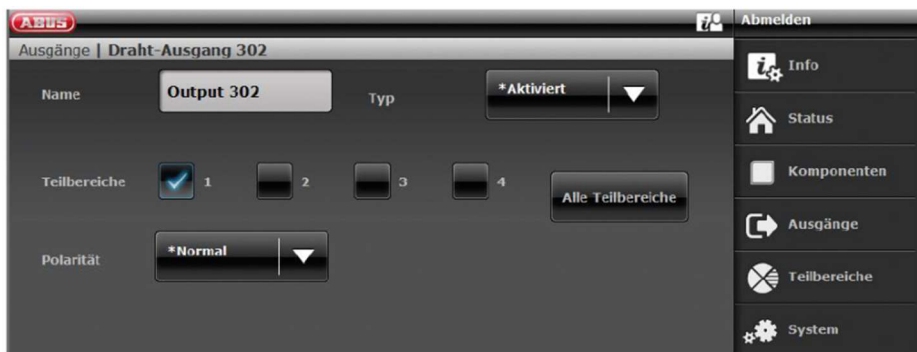 ABUS
Ausgänge | Draht-Ausgang 302
Name
Output 302
Typ
*Aktiviert
Teilbereiche
1
2
3
4
Alle Teilbereiche
Polarität
*Normal
Abmelden
Info
Status
Komponenten
Ausgänge
Teilbereiche
System